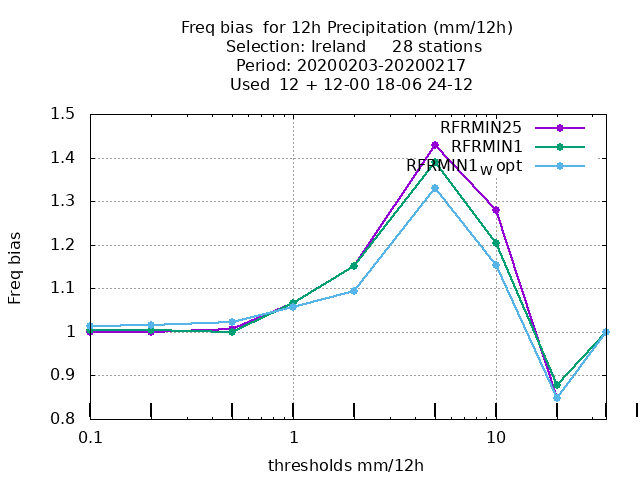 Freq bias  for 12h Precipitation (mm/12h)
Selection: Ireland     28 stations
Period: 20200203-20200217
Used  12 + 12-00 18-06 24-12
RFRMIN25
RFRMIN1
RFRMIN1w opt
1.5
1.4
1.3
1.2
1.1
1
0.9
0.8
Freq bias
0.1
1
10
thresholds mm/12h